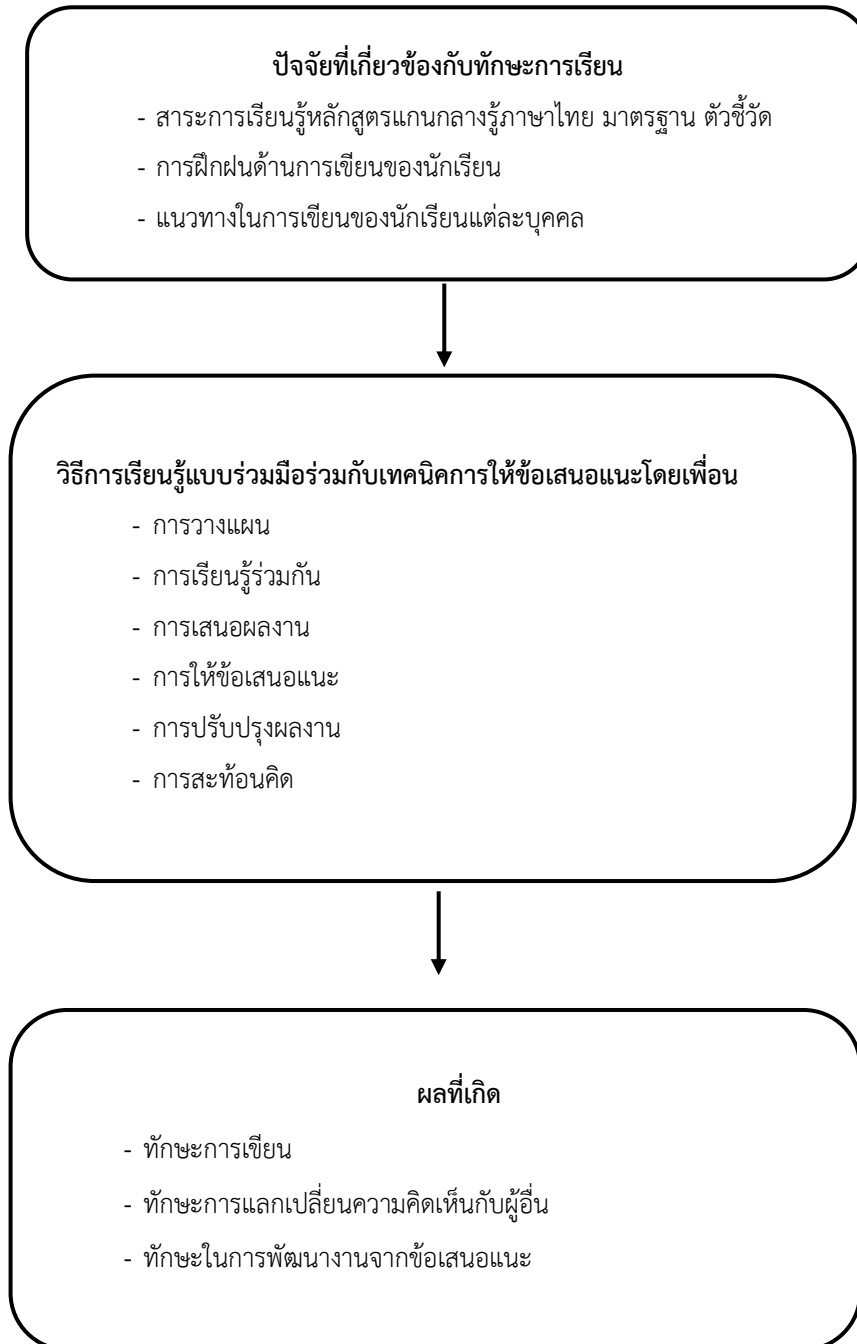 ปัจจัยที่เกี่ยวข้องกับทักษะการเรียน
- สาระการเรียนรู้หลักสูตรแกนกลางรู้ภาษาไทย มาตรฐาน ตัวชี้วัด
- การฝึกฝนด้านการเขียนของนักเรียน
- แนวทางในการเขียนของนักเรียนแต่ละบุคคล
วิธีการเรียนรู้แบบร่วมมือร่วมกับเทคนิคการให้ข้อเสนอแนะโดยเพื่อน
- การวางแผน
- การเรียนรู้ร่วมกัน
- การเสนอผลงาน
- การให้ข้อเสนอแนะ
- การปรับปรุงผลงาน
- การสะท้อนคิด
ผลที่เกิด
- ทักษะการเขียน
- ทักษะการแลกเปลี่ยนความคิดเห็นกับผู้อื่น
- ทักษะในการพัฒนางานจากข้อเสนอแนะ